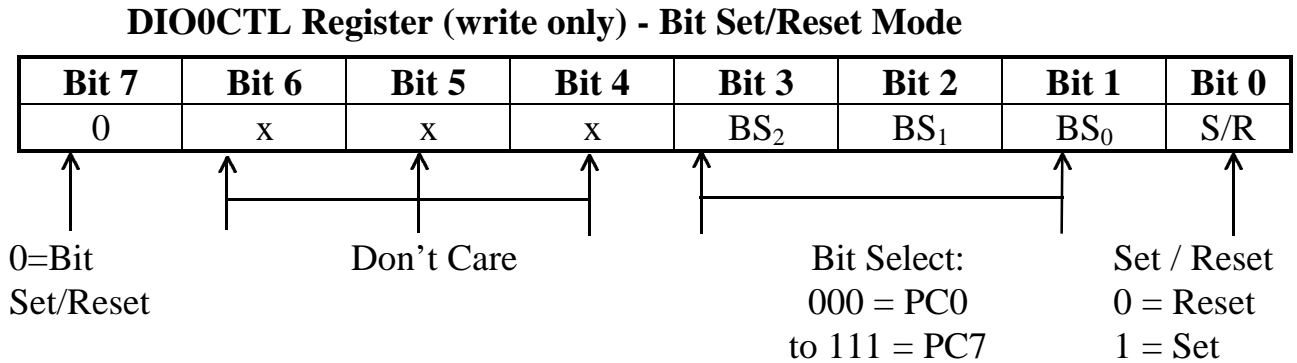 DIO0CTL Register (write only) - Bit Set/Reset Mode
Bit 7 Bit 6 Bit 5 Bit 4 Bit 3 Bit 2 Bit 1 Bit 0
0 x x x BS₂ BS₁ BS₀ S/R
0=Bit Don’t Care Bit Select: Set / Reset
Set/Reset 000 = PC0 0 = Reset
to 111 = PC7 1 = Set